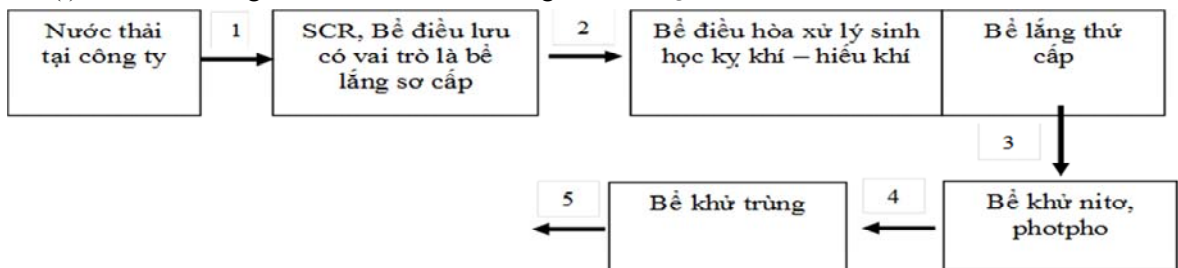 Nước thải
tại công ty
1
SCR, Bể điều lưu
có vai trò là bể
lắng sơ cấp
2
Bể điều hòa xử lý sinh
học kỵ khí – hiếu khí
Bể lắng thứ
cấp
3
Bể khử nitơ,
photpho
4
Bể khử trùng
5